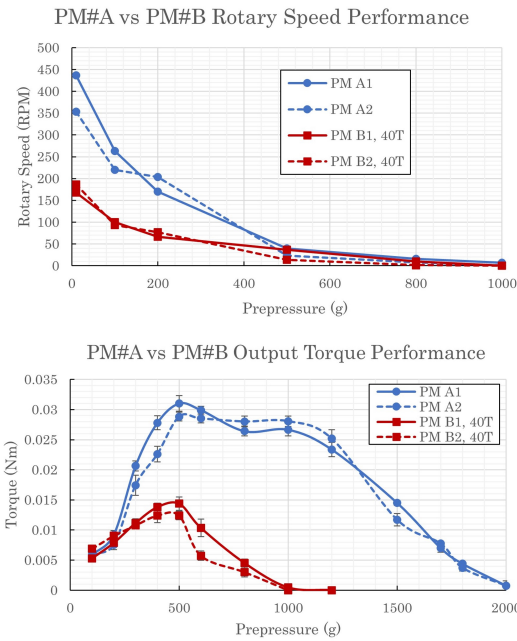 PM#A vs PM#B Rotary Speed Performance
500
450
400
350
300
250
200
150
100
50
0
Rotary Speed (RPM)
PM A1
PM A2
PM B1, 40T
PM B2, 40T
0 200 400 600 800 1000
Prepressure (g)
PM#A vs PM#B Output Torque Performance
0.035
0.03
0.025
0.02
0.015
0.01
0.005
0
Torque (Nm)
PM A1
PM A2
PM B1, 40T
PM B2, 40T
0 500 1000 1500 2000
Prepressure (g)